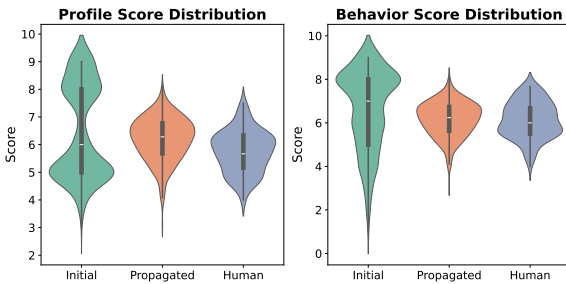 Profile Score Distribution
10
9
8
7
6
5
4
3
2
Score
Initial Propagated Human
Behavior Score Distribution
10
8
6
4
2
0
Score
Initial Propagated Human